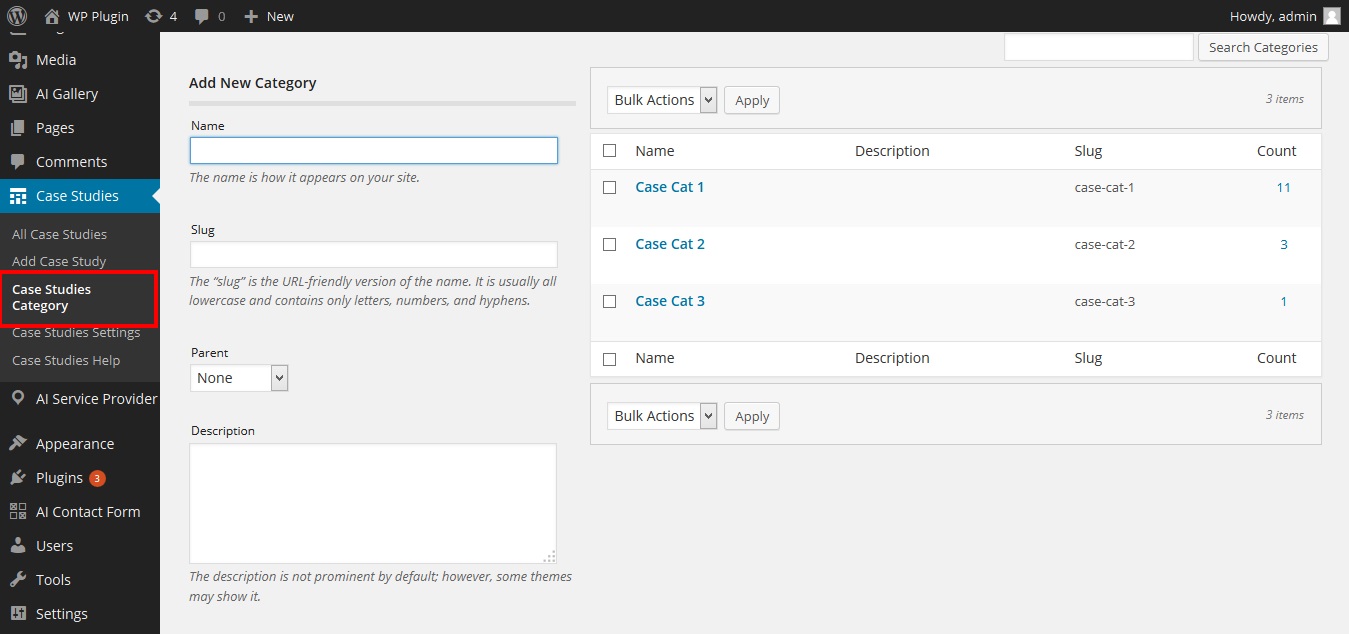 WP Plugin 4 0 New Howdy, admin
Media
AI Gallery
Pages
Comments
Case Studies
All Case Studies
Add Case Study
Case Studies
Category
Case Studies Settings
Case Studies Help
AI Service Provider
Appearance
Plugins 3
AI Contact Form
Users
Tools
Settings
Add New Category
Name
The name is how it appears on your site.
Slug
The “slug” is the URL-friendly version of the name. It is usually all
lowercase and contains only letters, numbers, and hyphens.
Parent
None
Description
The description is not prominent by default; however, some themes
may show it.
Search Categories
Bulk Actions Apply 3 items
Name Description Slug Count
Case Cat 1 case-cat-1 11
Case Cat 2 case-cat-2 3
Case Cat 3 case-cat-3 1
Name Description Slug Count
Bulk Actions Apply 3 items